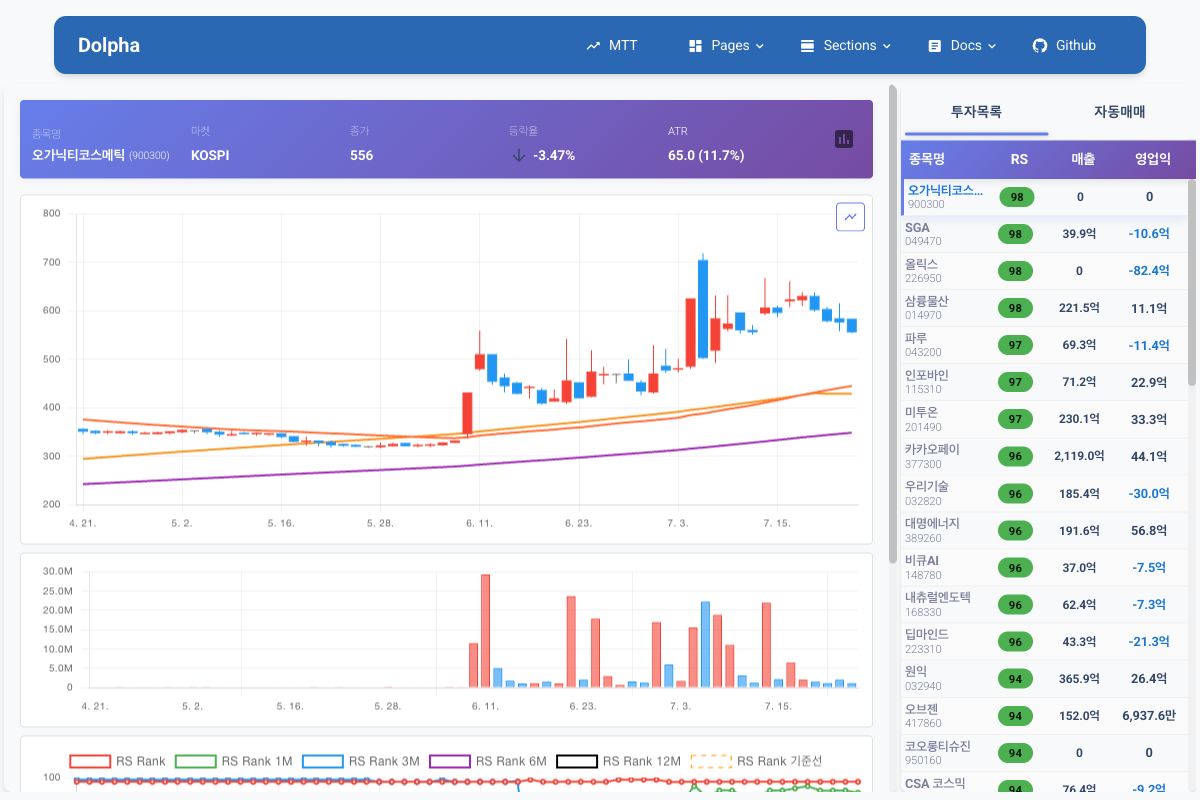 Dolpha
MTT
Pages
Sections
Docs
Github
종목명
오가닉티코스메틱 (900300)
마켓
KOSPI
종가
556
등락율
-3.47%
ATR
65.0 (11.7%)
800
700
600
500
400
300
200
4. 21. 5. 2. 5. 16. 5. 28. 6. 11. 6. 23. 7. 3. 7. 15.
30.0M
25.0M
20.0M
15.0M
10.0M
5.0M
0
4. 21. 5. 2. 5. 16. 5. 28. 6. 11. 6. 23. 7. 3. 7. 15.
RS Rank RS Rank 1M RS Rank 3M RS Rank 6M RS Rank 12M RS Rank 기준선
100
투자목록 자동매매
종목명 RS 매출 영업익
오가닉티코스... 98 0 0
900300
SGA 98 39.9억 -10.6억
049470
올릭스 98 0 -82.4억
226950
삼륭물산 98 221.5억 11.1억
014970
파루 97 69.3억 -11.4억
043200
인포바인 97 71.2억 22.9억
115310
미투온 97 230.1억 33.3억
201490
카카오페이 96 2,119.0억 44.1억
377300
우리기술 96 185.4억 -30.0억
032820
대명에너지 96 191.6억 56.8억
389260
비큐AI 96 37.0억 -7.5억
148780
내츄럴엔도텍 96 62.4억 -7.3억
168330
딥마인드 96 43.3억 -21.3억
223310
원익 94 365.9억 26.4억
032940
오브젠 94 152.0억 6,937.6만
417860
코오롱티슈진 94 0 0
950160
CSA 코스믹 94 76.4억 -9.2억